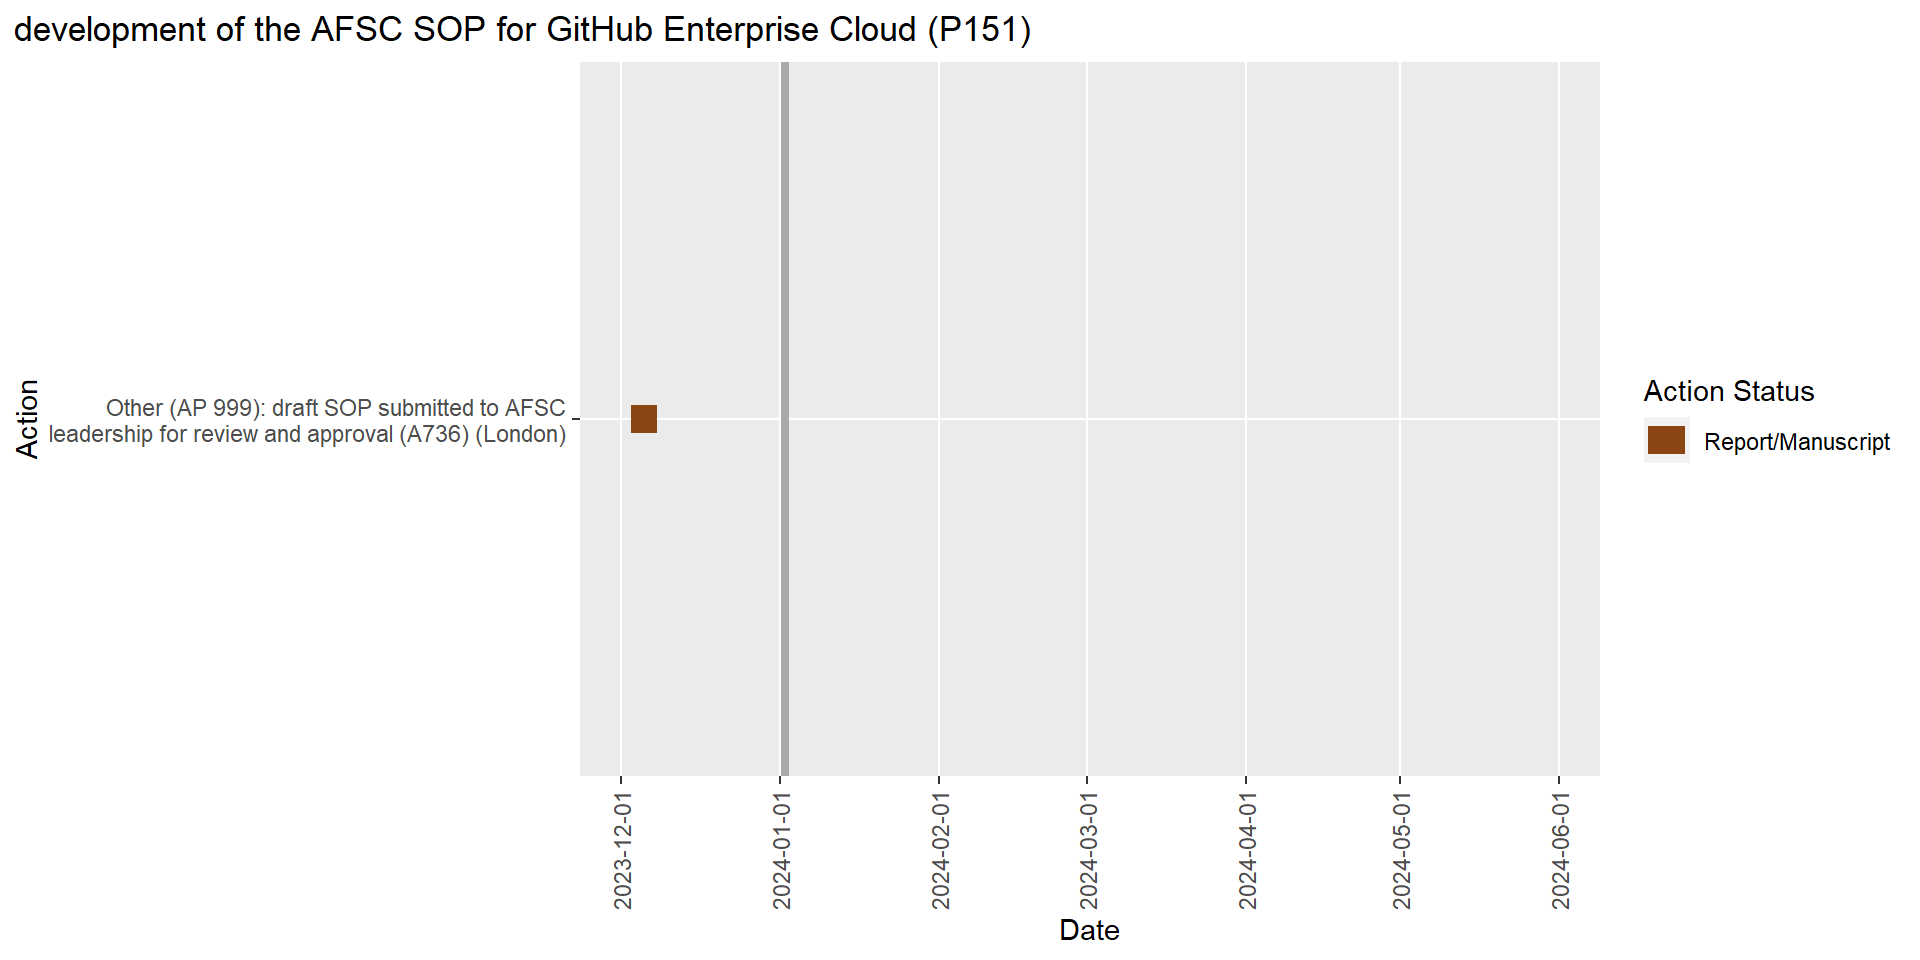 development of the AFSC SOP for GitHub Enterprise Cloud (P151)
Action
Other (AP 999): draft SOP submitted to AFSC
leadership for review and approval (A736) (London)
2023-12-01
2024-01-01
2024-02-01
2024-03-01
2024-04-01
2024-05-01
2024-06-01
Date
Action Status
Report/Manuscript